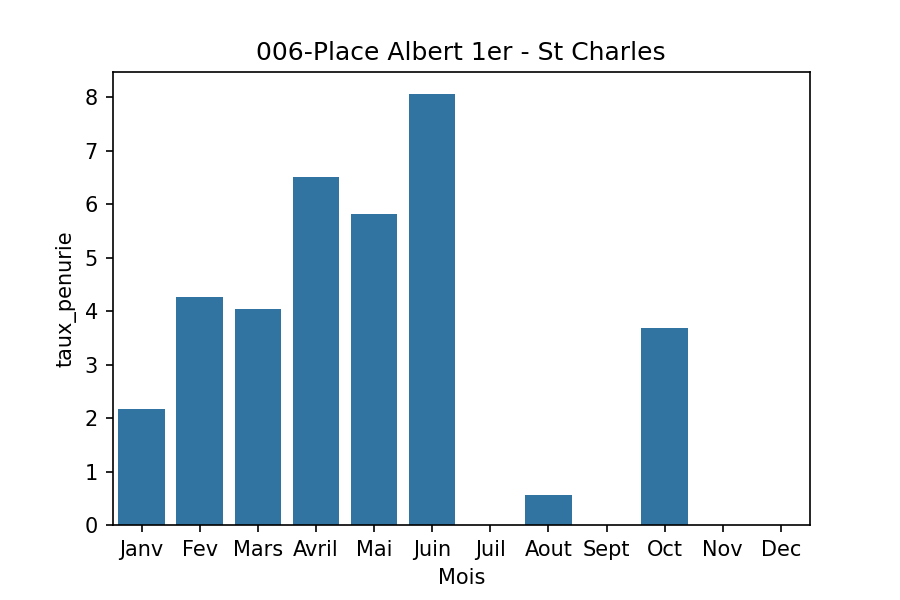 006-Place Albert 1er - St Charles
8
7
6
5
4
3
2
1
0
taux_penurie
Janv Fev Mars Avril Mai Juin Juil Aout Sept Oct Nov Dec
Mois